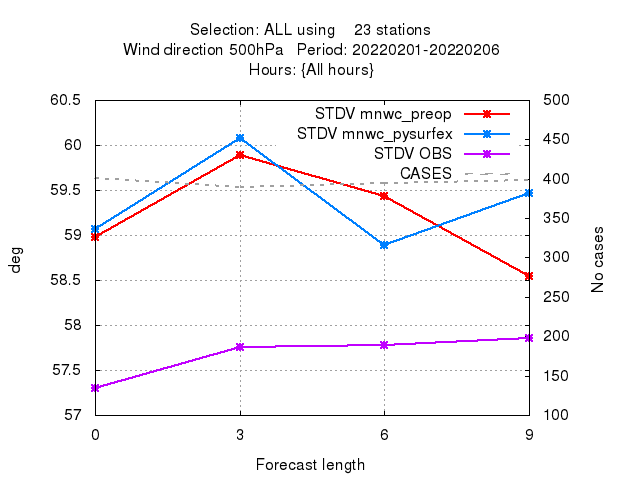 Selection: ALL using 23 stations
Wind direction 500hPa Period: 20220201-20220206
Hours: {All hours}
60.5
60
59.5
59
58.5
58
57.5
57
500
450
400
350
300
250
200
150
100
STDV mnwc_preop
STDV mnwc_pysurfex
STDV OBS
CASES
deg
No cases
0 3 6 9
Forecast length